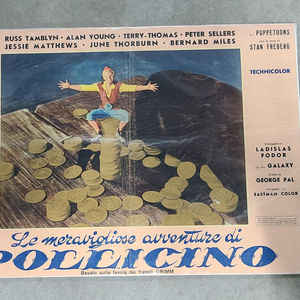 RUSS TAMBLYN · ALAN YOUNG · TERRY-THOMAS · PETER SELLERS
JESSIE MATTHEWS · JUNE THORBURN · BERNARD MILES
PUPPETOONS
STAN FREBERG
TECHNICOLOR
LADISLAS
FODOR
GALAXY
GEORGE PAL
EASTMAN COLOR
Le meravigliose avventure di
POLLICINO
Basato sulla favola dei fratelli GRIMM